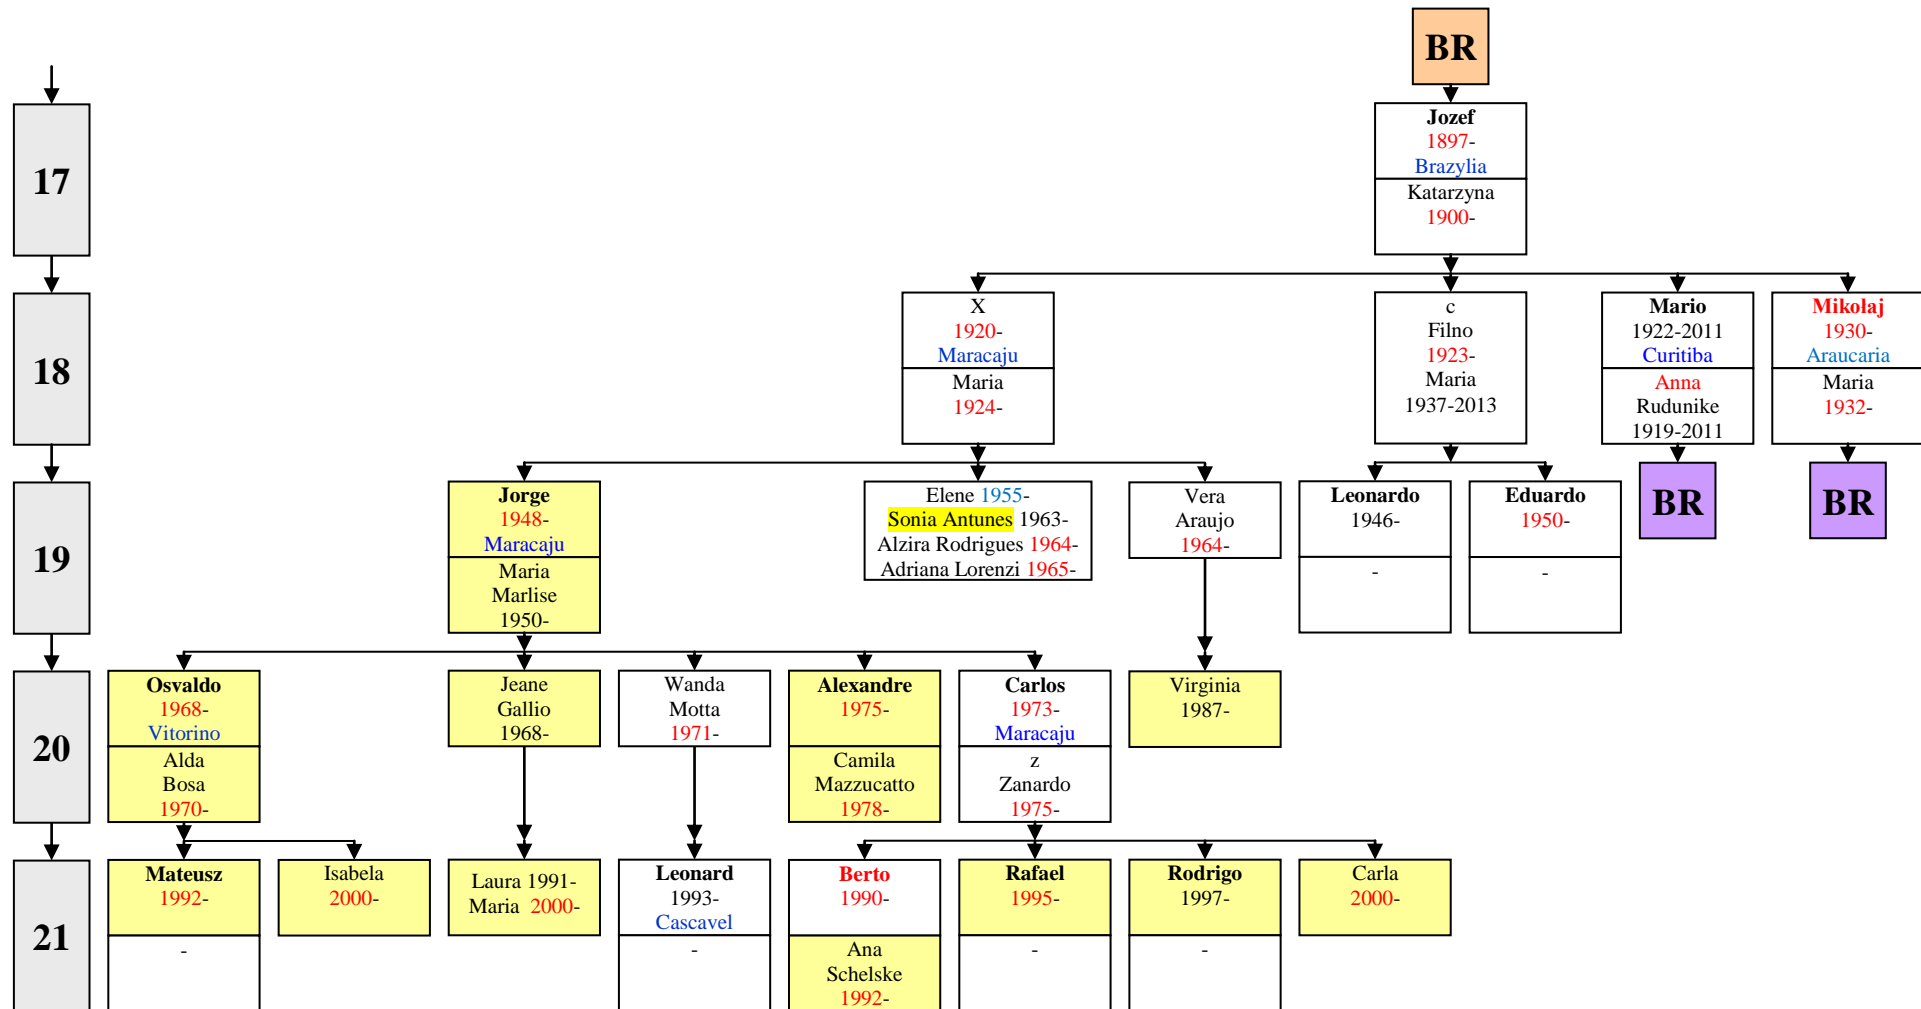 BR
17
Jozef
1897-
Brazylia
Katarzyna
1900-
18
X
1920-
Maracaju
Maria
1924-
c
Filno
1923-
Maria
1937-2013
Mario
1922-2011
Curitiba
Anna
Rudunike
1919-2011
Mikołaj
1930-
Araucaria
Maria
1932-
19
Jorge
1948-
Maracaju
Maria
Marlise
1950-
Elene 1955-
Sonia Antunes 1963-
Alzira Rodrigues 1964-
Adriana Lorenzi 1965-
Vera
Araujo
1964-
Leonardo
1946-
-
Eduardo
1950-
-
BR
BR
20
Osvaldo
1968-
Vitorino
Alda
Bosa
1970-
Jeane
Gallio
1968-
Wanda
Motta
1971-
Alexandre
1975-
Camila
Mazzucatto
1978-
Carlos
1973-
Maracaju
z
Zanardo
1975-
Virginia
1987-
21
Mateusz
1992-
-
Isabela
2000-
Laura 1991-
Maria 2000-
Leonard
1993-
Cascavel
-
Berto
1990-
Ana
Schelske
1992-
Rafael
1995-
-
Rodrigo
1997-
-
Carla
2000-